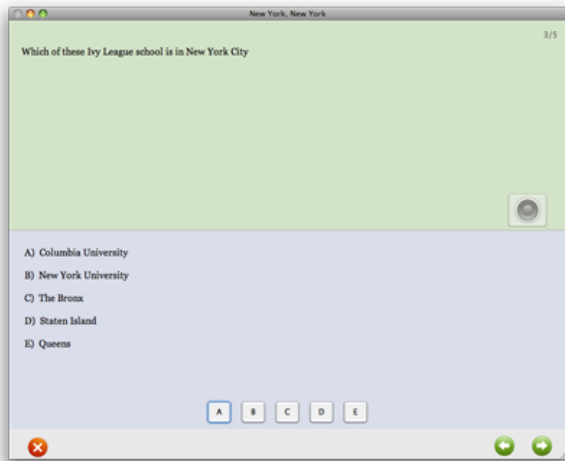 New York, New York
3/5
Which of these Ivy League school is in New York City
A) Columbia University
B) New York University
C) The Bronx
D) Staten Island
E) Queens
A B C D E